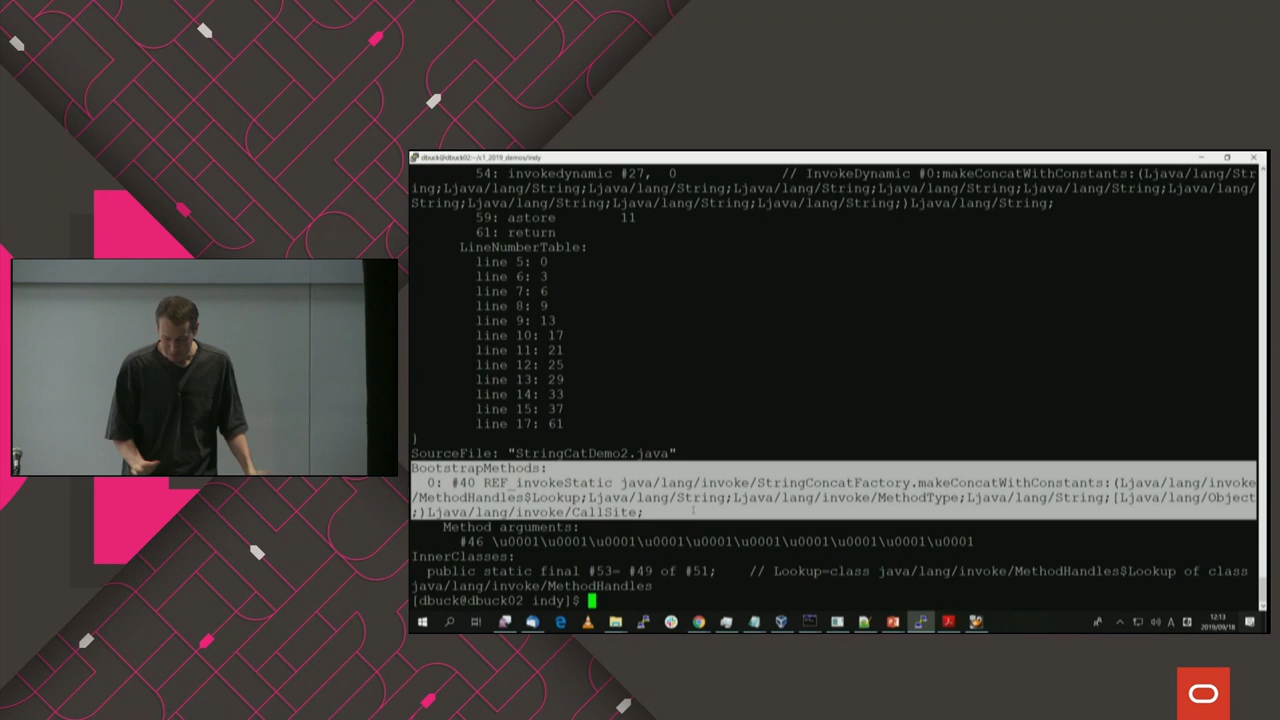 dbuck@dbuck02:~/c1_2019_demos/indy
54: invokedynamic #27,  0             // InvokeDynamic #0:makeConcatWithConstants:(Ljava/lang/Str
ing;Ljava/lang/String;Ljava/lang/String;Ljava/lang/String;Ljava/lang/String;Ljava/lang/String;Ljava/lang/
String;Ljava/lang/String;Ljava/lang/String;Ljava/lang/String;)Ljava/lang/String;
59: astore        11
61: return
LineNumberTable:
line 5: 0
line 6: 3
line 7: 6
line 8: 9
line 9: 13
line 10: 17
line 11: 21
line 12: 25
line 13: 29
line 14: 33
line 15: 37
line 17: 61
}
SourceFile: "StringCatDemo2.java"
BootstrapMethods:
0: #40 REF_invokeStatic java/lang/invoke/StringConcatFactory.makeConcatWithConstants:(Ljava/lang/invoke
/MethodHandles$Lookup;Ljava/lang/String;Ljava/lang/invoke/MethodType;Ljava/lang/String;[Ljava/lang/Object
;)Ljava/lang/invoke/CallSite;
Method arguments:
#46 \u0001\u0001\u0001\u0001\u0001\u0001\u0001\u0001\u0001\u0001
InnerClasses:
public static final #53= #49 of #51;    // Lookup=class java/lang/invoke/MethodHandles$Lookup of class
java/lang/invoke/MethodHandles
[dbuck@dbuck02 indy]$
A
12:13
2019/09/18